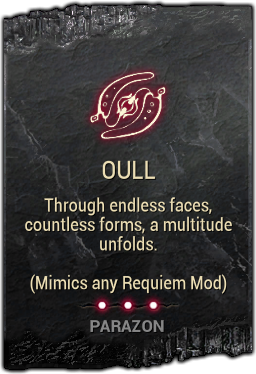 OULL
Through endless faces,
countless forms, a multitude
unfolds.
(Mimics any Requiem Mod)
PARAZON